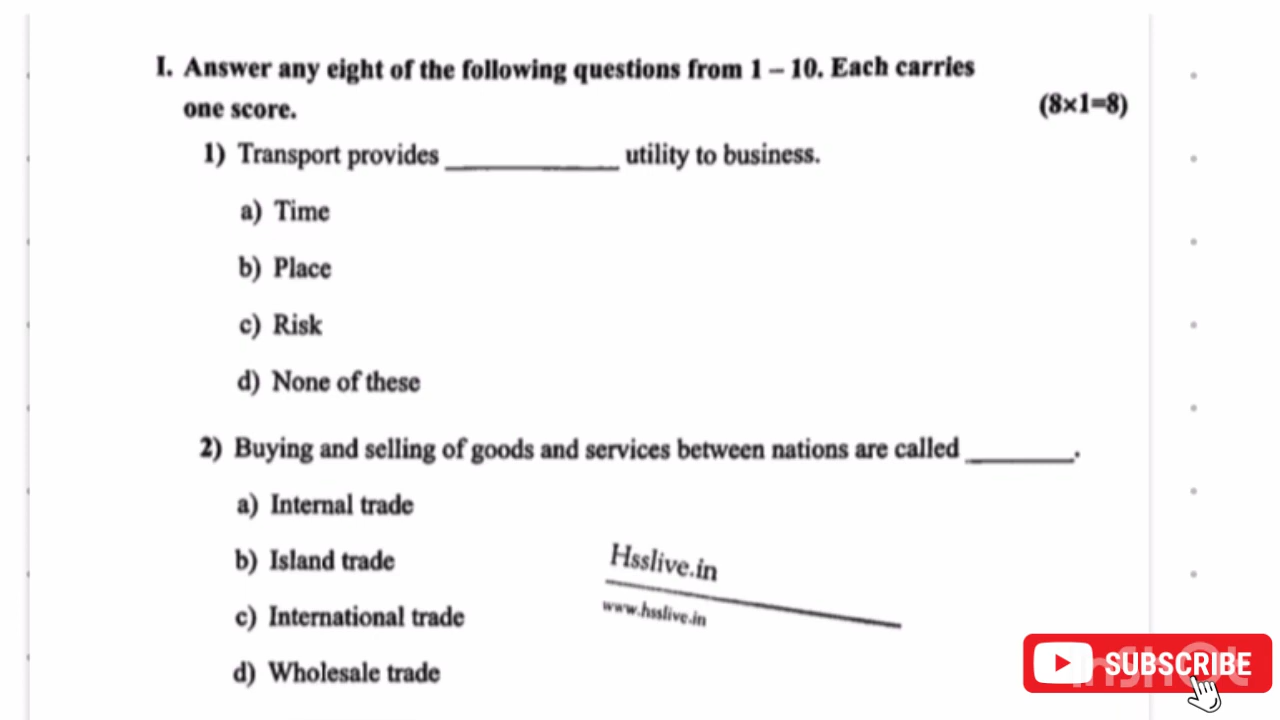 I. Answer any eight of the following questions from 1 – 10. Each carries
one score. (8×1=8)
1) Transport provides ____________ utility to business.
a) Time
b) Place
c) Risk
d) None of these
2) Buying and selling of goods and services between nations are called ________.
a) Internal trade
b) Island trade
c) International trade
d) Wholesale trade
Hsslive.in
www.hsslive.in
SUBSCRIBE